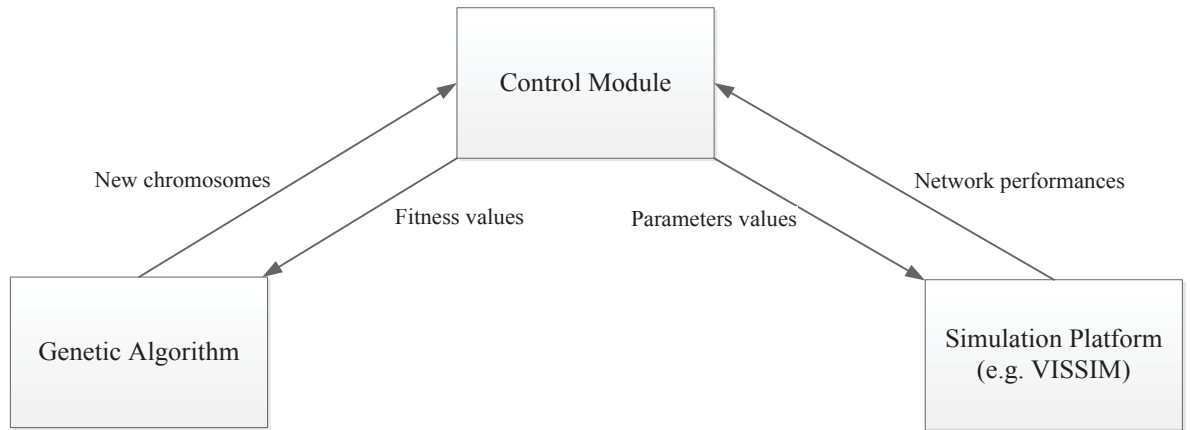 Control Module
New chromosomes
Network performances
Fitness values
Parameters values
Genetic Algorithm
Simulation Platform
(e.g. VISSIM)